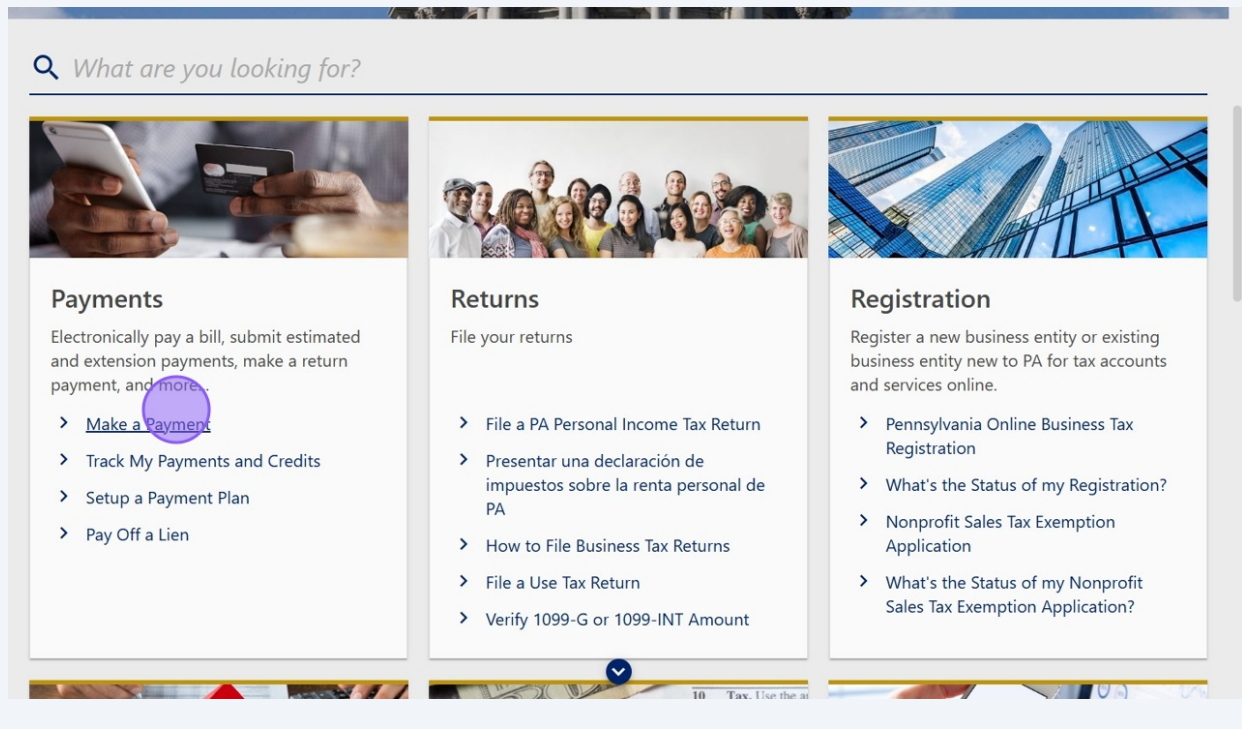 What are you looking for?
Payments
Electronically pay a bill, submit estimated
and extension payments, make a return
payment, and more...
Make a Payment
Track My Payments and Credits
Setup a Payment Plan
Pay Off a Lien
Returns
File your returns
File a PA Personal Income Tax Return
Presentar una declaración de
impuestos sobre la renta personal de
PA
How to File Business Tax Returns
File a Use Tax Return
Verify 1099-G or 1099-INT Amount
Registration
Register a new business entity or existing
business entity new to PA for tax accounts
and services online.
Pennsylvania Online Business Tax
Registration
What's the Status of my Registration?
Nonprofit Sales Tax Exemption
Application
What's the Status of my Nonprofit
Sales Tax Exemption Application?
10 Tax. Use the